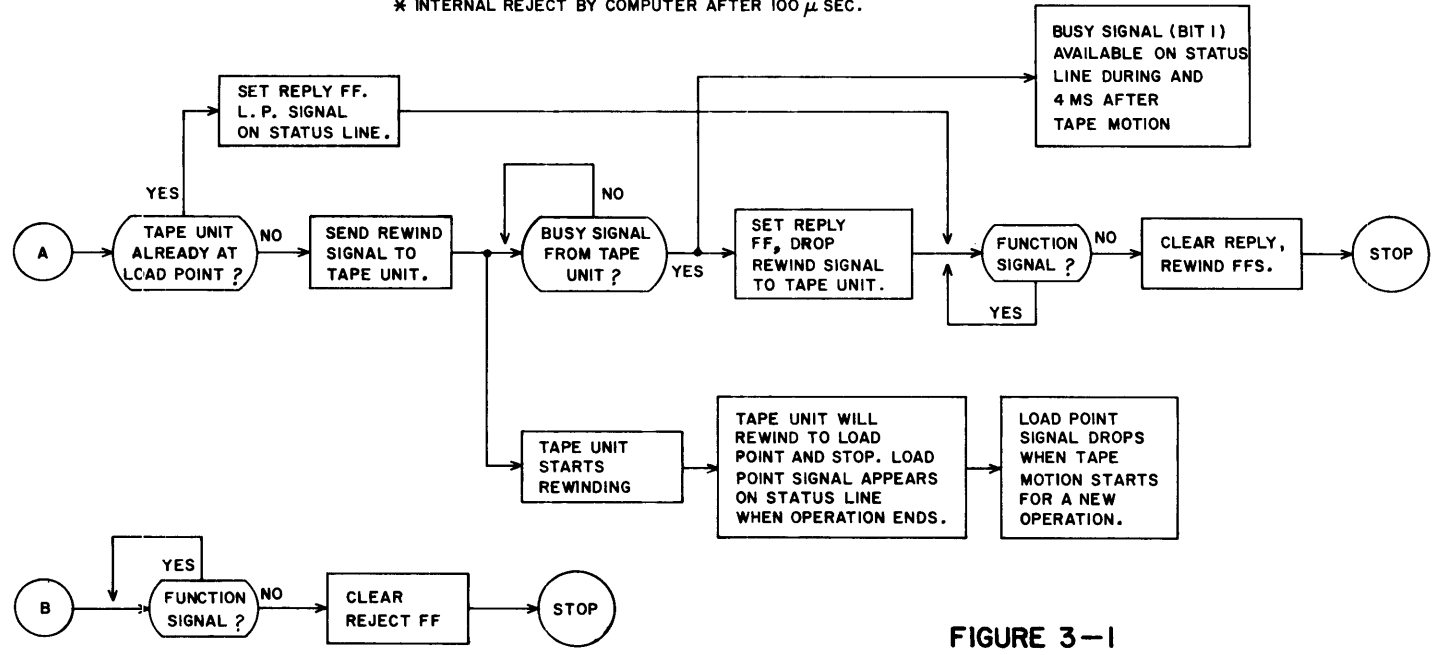 * INTERNAL REJECT BY COMPUTER AFTER 100 μ SEC.
BUSY SIGNAL (BIT 1)
AVAILABLE ON STATUS
LINE DURING AND
4 MS AFTER
TAPE MOTION
SET REPLY FF.
L. P. SIGNAL
ON STATUS LINE.
YES
NO
A
TAPE UNIT
ALREADY AT
LOAD POINT ?
NO
SEND REWIND
SIGNAL TO
TAPE UNIT.
BUSY SIGNAL
FROM TAPE
UNIT ?
YES
SET REPLY
FF, DROP
REWIND SIGNAL
TO TAPE UNIT.
FUNCTION
SIGNAL ?
NO
YES
CLEAR REPLY,
REWIND FFS.
STOP
TAPE UNIT
STARTS
REWINDING
TAPE UNIT WILL
REWIND TO LOAD
POINT AND STOP. LOAD
POINT SIGNAL APPEARS
ON STATUS LINE
WHEN OPERATION ENDS.
LOAD POINT
SIGNAL DROPS
WHEN TAPE
MOTION STARTS
FOR A NEW
OPERATION.
YES
B
FUNCTION
SIGNAL ?
NO
CLEAR
REJECT FF
STOP
FIGURE 3-1